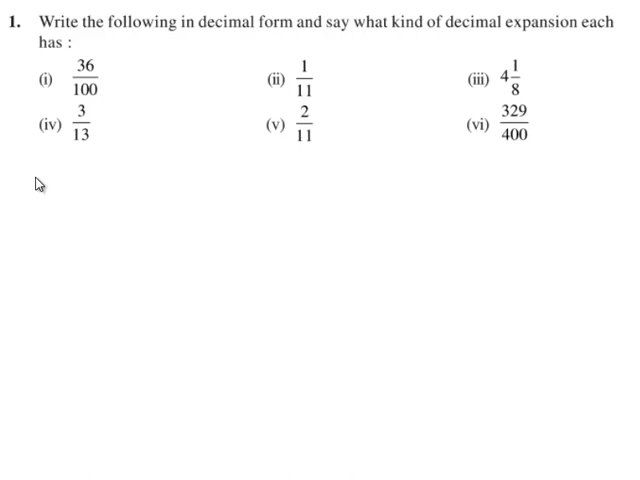 1. Write the following in decimal form and say what kind of decimal expansion each
has :
(i) 36/100 (ii) 1/11 (iii) 4 1/8
(iv) 3/13 (v) 2/11 (vi) 329/400